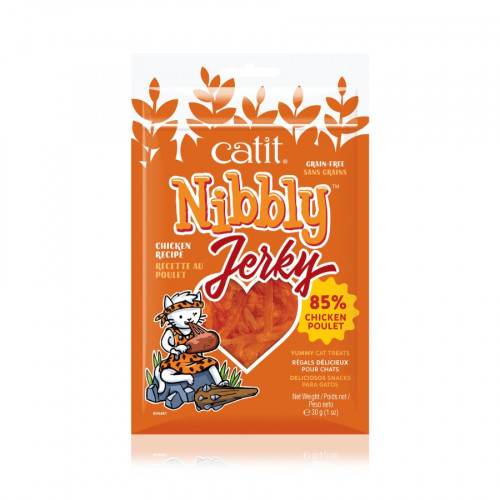 catit®
GRAIN-FREE
SANS GRAINS
Nibbly™
Jerky
CHICKEN
RECIPE
RECETTE AU
POULET
85%
CHICKEN
POULET
YUMMY CAT TREATS
RÉGALS DÉLICIEUX
POUR CHATS
DELICIOSOS SNACKS
PARA GATOS
Net Weight / Poids net /
Peso neto
℮ 30 g (1 oz)